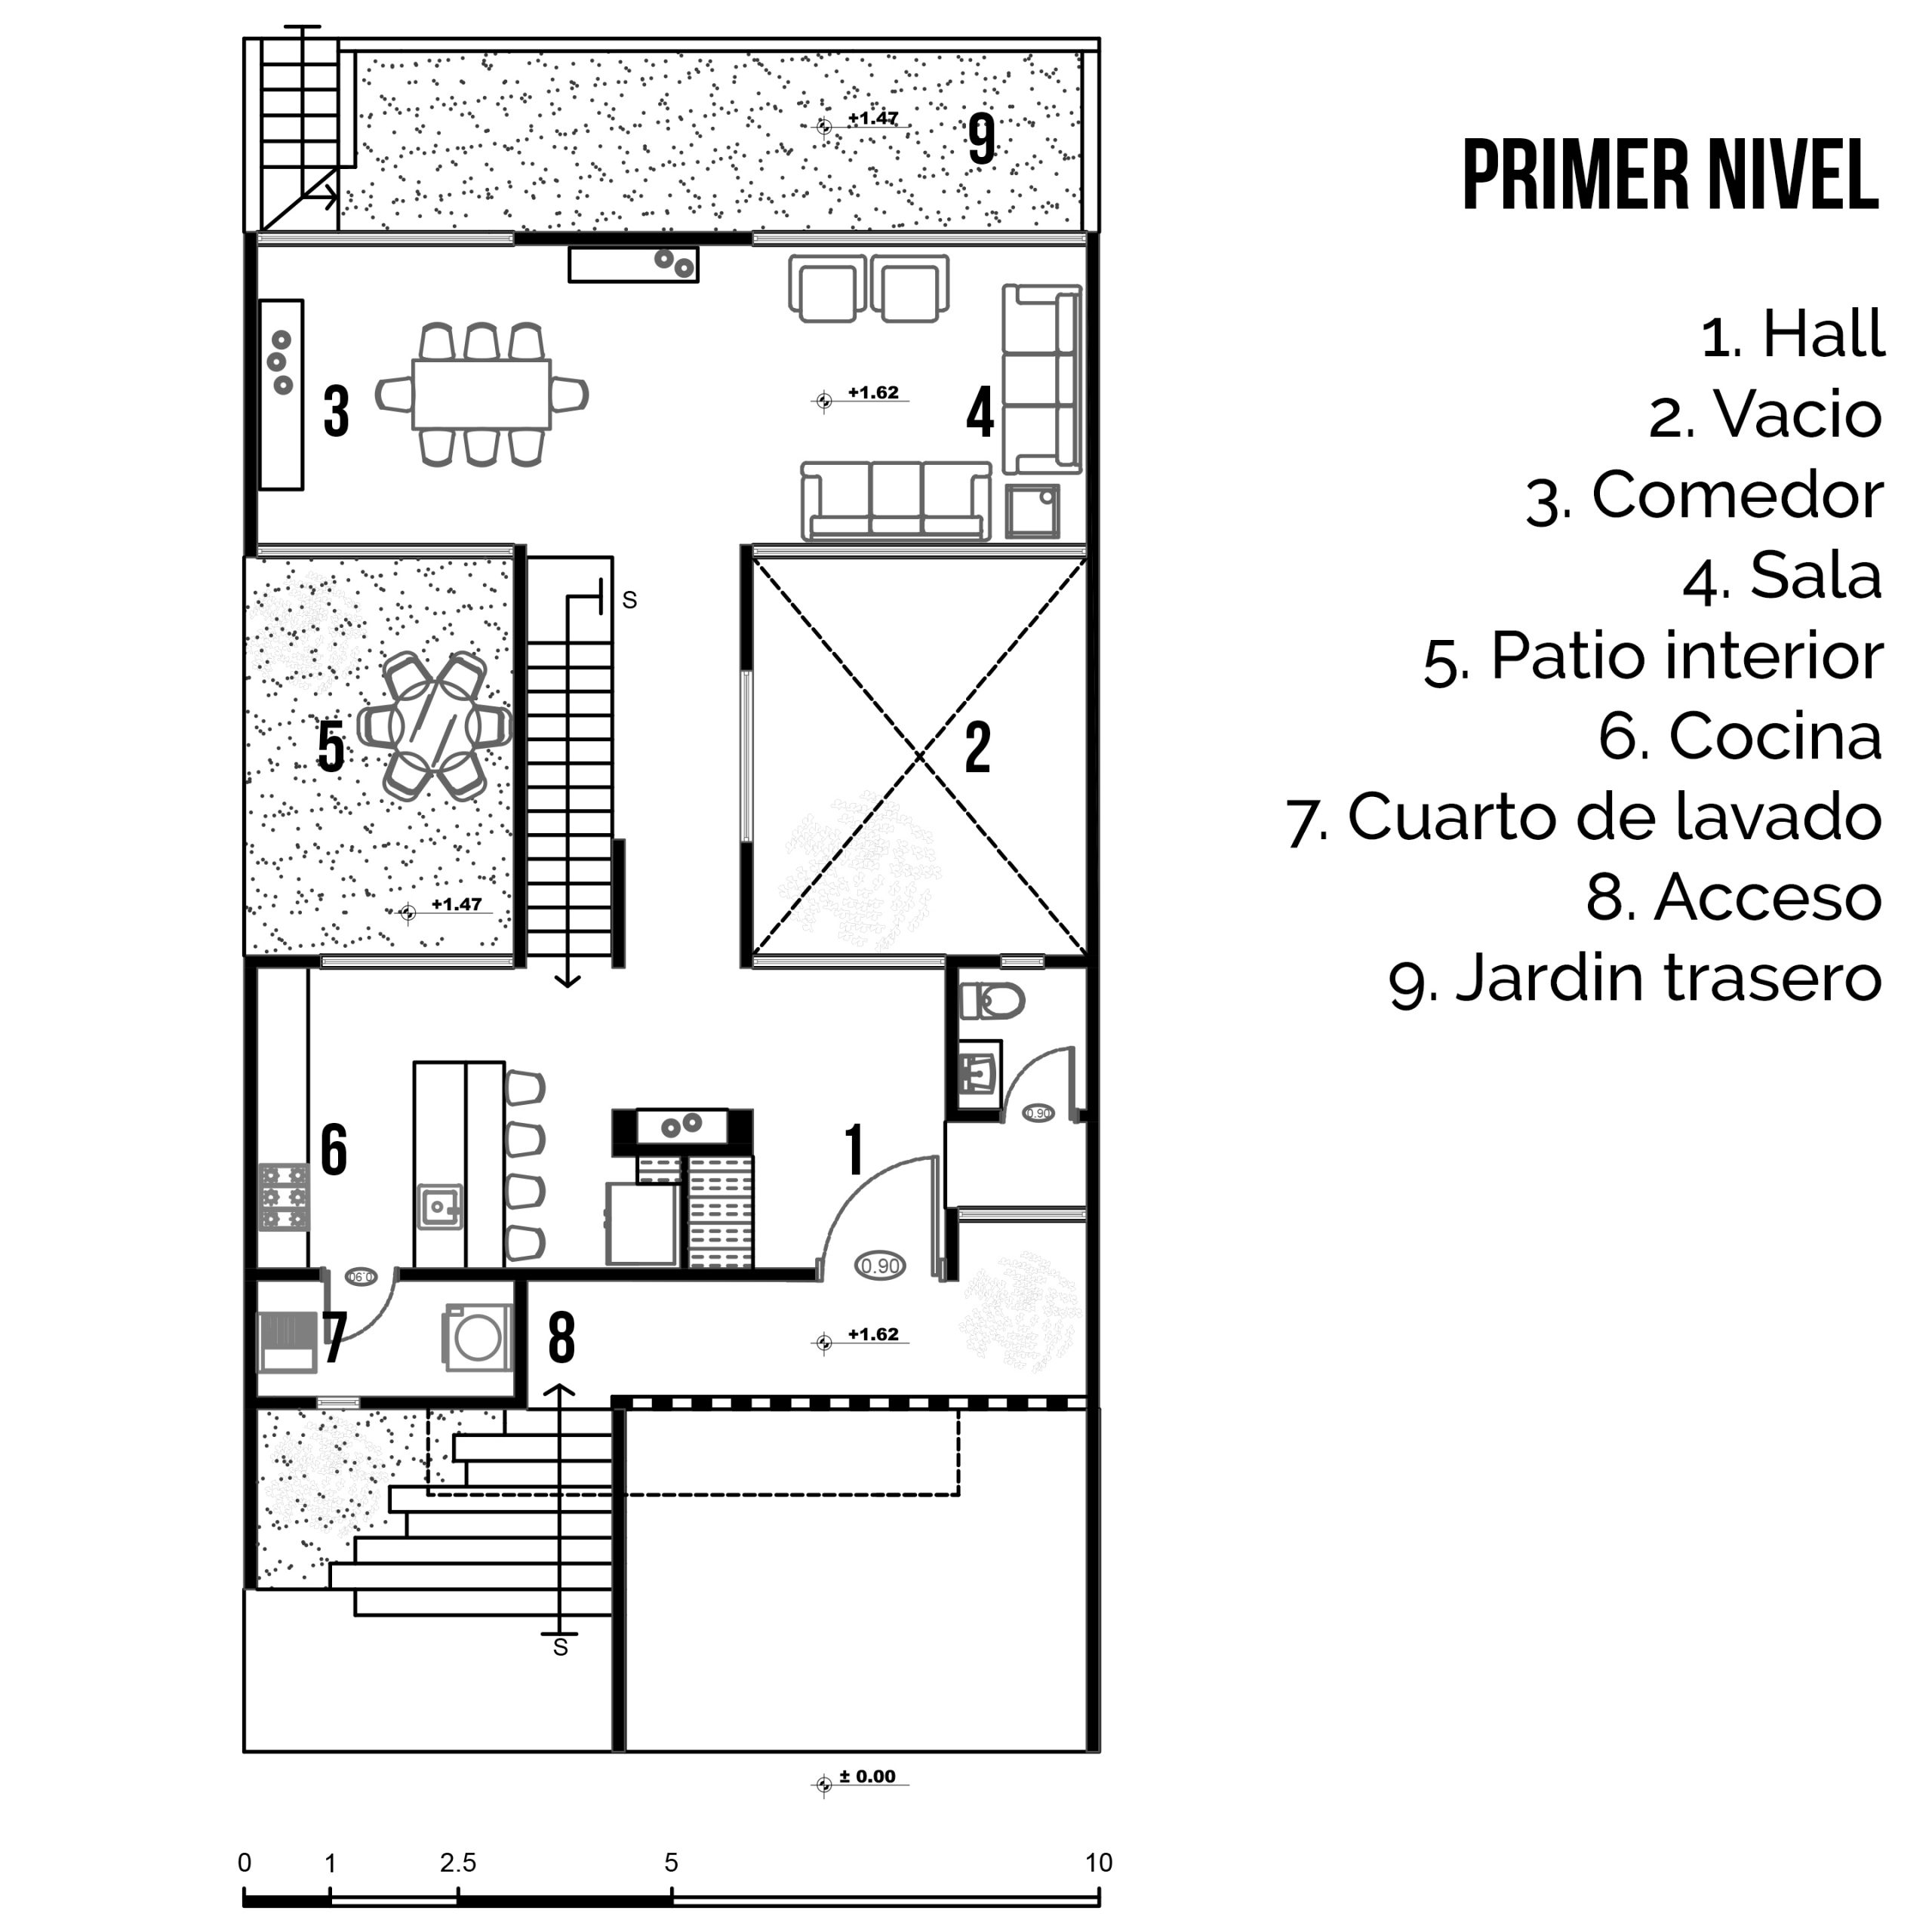 PRIMER NIVEL
1. Hall
2. Vacio
3. Comedor
4. Sala
5. Patio interior
6. Cocina
7. Cuarto de lavado
8. Acceso
9. Jardin trasero
+1.47
9
3
+1.62
4
S
5
2
+1.47
6
1
0.90
0.90
0.90
7
8
+1.62
S
± 0.00
0 1 2.5 5 10